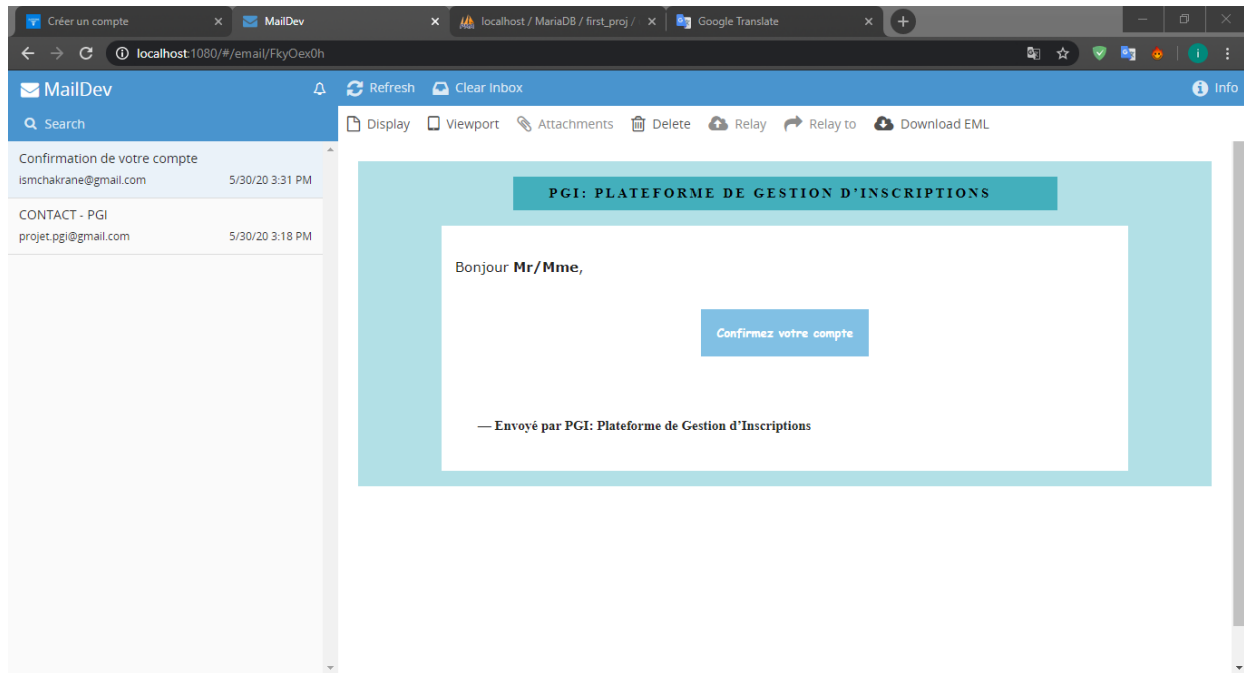 Créer un compte
MailDev
localhost / MariaDB / first_proj /
Google Translate
localhost:1080/#/email/FkyOex0h
MailDev
Refresh
Clear Inbox
Info
Search
Display
Viewport
Attachments
Delete
Relay
Relay to
Download EML
Confirmation de votre compte
ismchakrane@gmail.com 5/30/20 3:31 PM
CONTACT - PGI
projet.pgi@gmail.com 5/30/20 3:18 PM
PGI: PLATEFORME DE GESTION D’INSCRIPTIONS
Bonjour Mr/Mme,
Confirmez votre compte
— Envoyé par PGI: Plateforme de Gestion d’Inscriptions